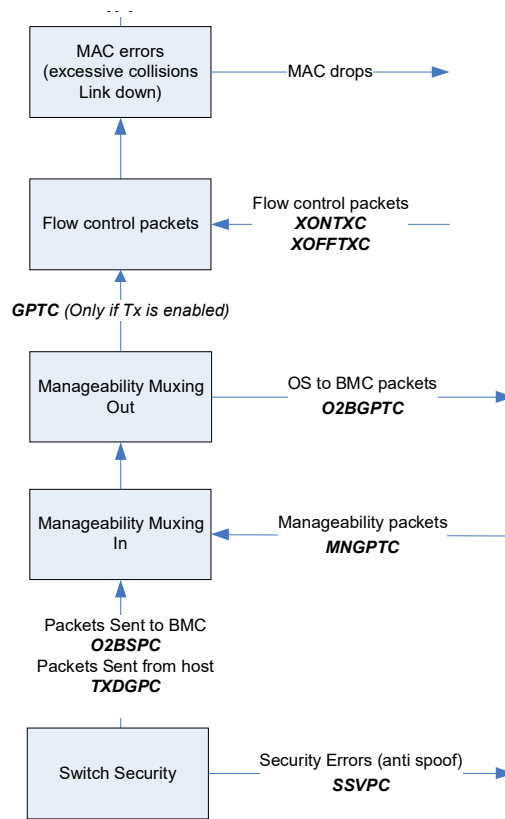 MAC errors
(excessive collisions
Link down)
MAC drops
Flow control packets
Flow control packets
XONTXC
XOFFTXC
GPTC (Only if Tx is enabled)
Manageability Muxing
Out
OS to BMC packets
O2BGPTC
Manageability Muxing
In
Manageability packets
MNGPTC
Packets Sent to BMC
O2BSPC
Packets Sent from host
TXDGPC
Switch Security
Security Errors (anti spoof)
SSVPC